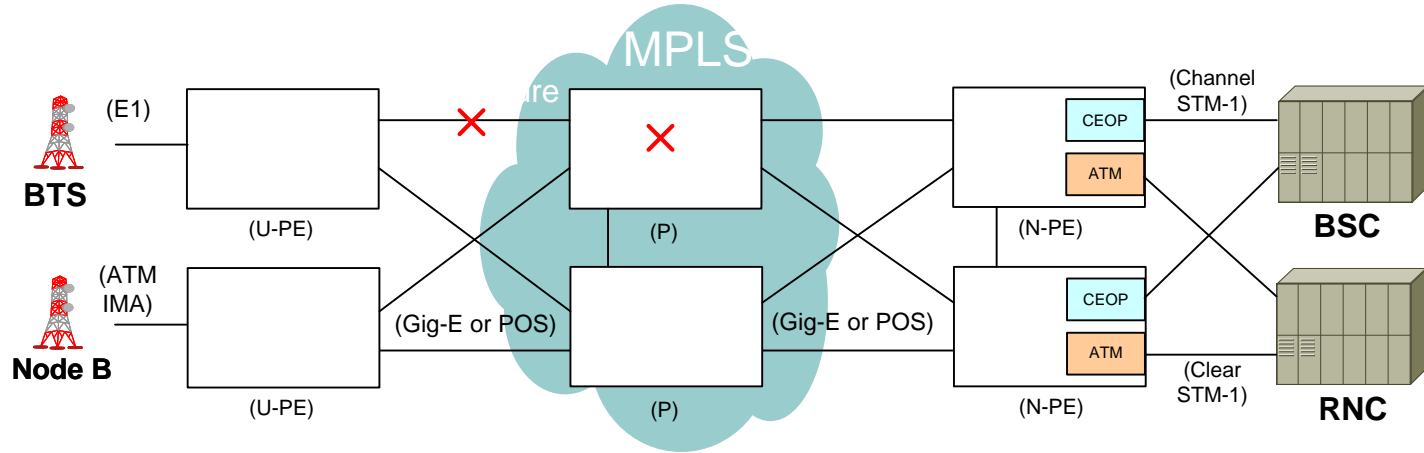 MPLS
(Channel
STM-1)
(E1)
CEOP
ATM
BTS
(U-PE)
(P)
(N-PE)
BSC
(ATM
IMA)
(Gig-E or POS)
(Gig-E or POS)
CEOP
ATM
Node B
(U-PE)
(P)
(N-PE)
(Clear
STM-1)
RNC